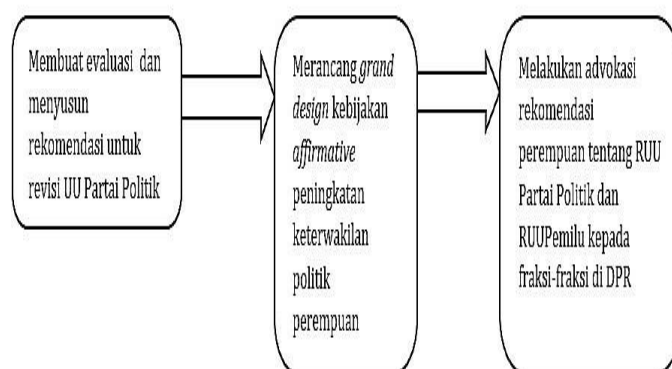 Membuat evaluasi dan
menyusun
rekomendasi untuk
revisi UU Partai Politik
Merancang grand
design kebijakan
affirmative
peningkatan
keterwakilan
politik
perempuan
Melakukan advokasi
rekomendasi
perempuan tentang RUU
Partai Politik dan
RUUPemilu kepada
fraksi-fraksi di DPR